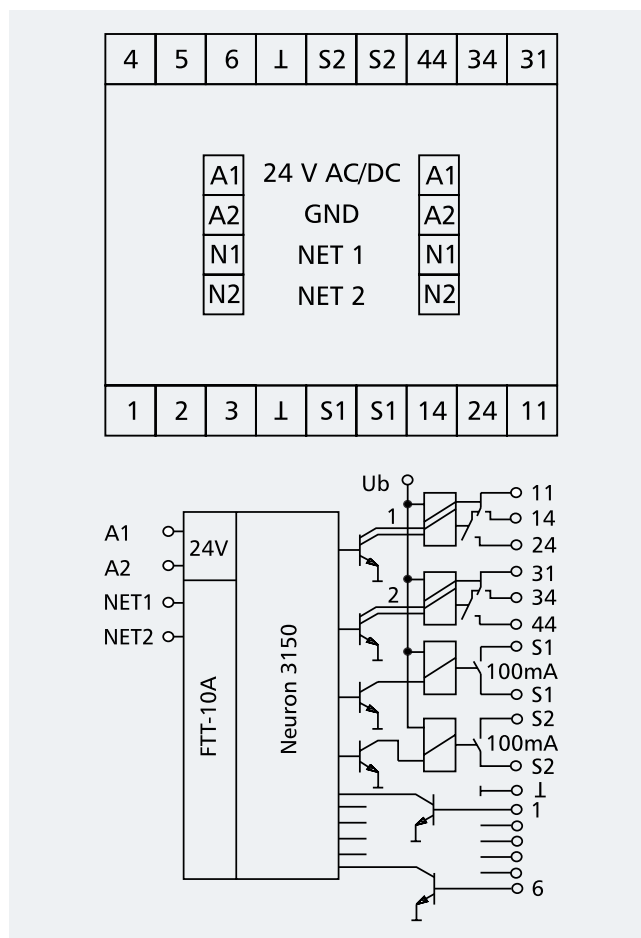 4 5 6 ⊥ S2 S2 44 34 31
A1 24 V AC/DC A1
A2 GND A2
N1 NET 1 N1
N2 NET 2 N2
1 2 3 ⊥ S1 S1 14 24 11
Ub
11
1
14
A1
24V
24
A2
31
NET1
2
34
44
NET2
S1
100mA
FTT-10A
Neuron 3150
S1
S2
100mA
S2
⊥
1
6